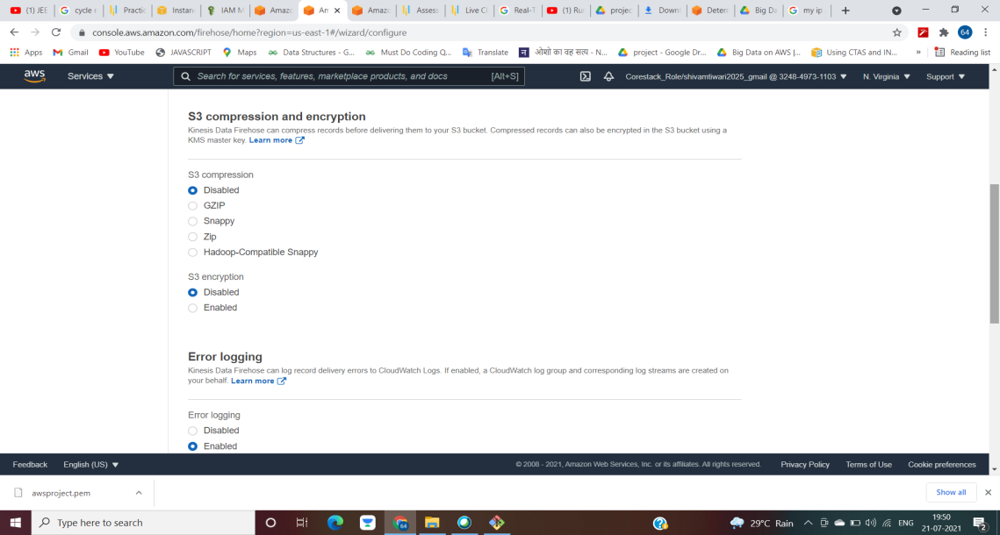 (1) JEE
cycle r
Practic
Instan
IAM M
Amazo
An
Amazo
Assess
Live Cl
Real-T
(1) Ru
projec
Downl
Deter
Big Da
my ip
console.aws.amazon.com/firehose/home?region=us-east-1#/wizard/configure
64
Apps
Gmail
YouTube
JAVASCRIPT
Maps
Data Structures - G...
Must Do Coding Q...
Translate
ओशो का वह सत्य - N...
project - Google Dr...
Big Data on AWS |...
Using CTAS and IN...
»
Reading list
aws
Services ▼
Search for services, features, marketplace products, and docs
[Alt+S]
Corestack_Role/shivamtiwari2025_gmail @ 3248-4973-1103 ▼
N. Virginia ▼
Support ▼
S3 compression and encryption
Kinesis Data Firehose can compress records before delivering them to your S3 bucket. Compressed records can also be encrypted in the S3 bucket using a
KMS master key. Learn more
S3 compression
Disabled
GZIP
Snappy
Zip
Hadoop-Compatible Snappy
S3 encryption
Disabled
Enabled
Error logging
Kinesis Data Firehose can log record delivery errors to CloudWatch Logs. If enabled, a CloudWatch log group and corresponding log streams are created on
your behalf. Learn more
Error logging
Disabled
Enabled
Feedback
English (US) ▼
© 2008 - 2021, Amazon Web Services, Inc. or its affiliates. All rights reserved.
Privacy Policy
Terms of Use
Cookie preferences
awsproject.pem
Show all
Type here to search
64
29°C Rain
ENG
19:50
21-07-2021
2